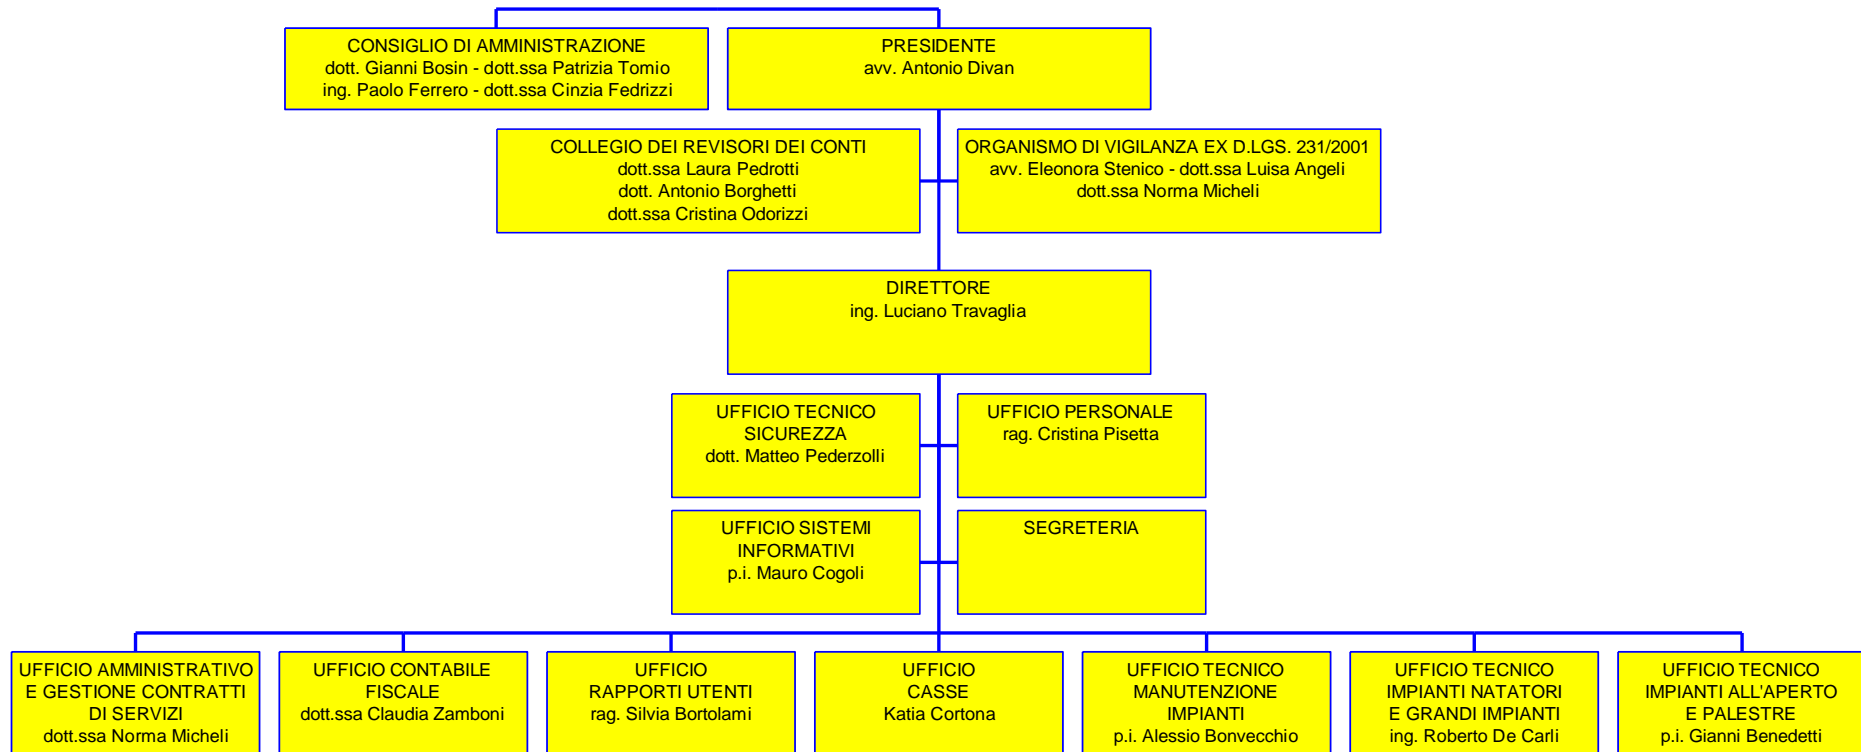 CONSIGLIO DI AMMINISTRAZIONE
dott. Gianni Bosin - dott.ssa Patrizia Tomio
ing. Paolo Ferrero - dott.ssa Cinzia Fedrizzi
PRESIDENTE
avv. Antonio Divan
COLLEGIO DEI REVISORI DEI CONTI
dott.ssa Laura Pedrotti
dott. Antonio Borghetti
dott.ssa Cristina Odorizzi
ORGANISMO DI VIGILANZA EX D.LGS. 231/2001
avv. Eleonora Stenico - dott.ssa Luisa Angeli
dott.ssa Norma Micheli
DIRETTORE
ing. Luciano Travaglia
UFFICIO TECNICO
SICUREZZA
dott. Matteo Pederzolli
UFFICIO PERSONALE
rag. Cristina Pisetta
UFFICIO SISTEMI
INFORMATIVI
p.i. Mauro Cogoli
SEGRETERIA
UFFICIO AMMINISTRATIVO
E GESTIONE CONTRATTI
DI SERVIZI
dott.ssa Norma Micheli
UFFICIO CONTABILE
FISCALE
dott.ssa Claudia Zamboni
UFFICIO
RAPPORTI UTENTI
rag. Silvia Bortolami
UFFICIO
CASSE
Katia Cortona
UFFICIO TECNICO
MANUTENZIONE
IMPIANTI
p.i. Alessio Bonvecchio
UFFICIO TECNICO
IMPIANTI NATATORI
E GRANDI IMPIANTI
ing. Roberto De Carli
UFFICIO TECNICO
IMPIANTI ALL'APERTO
E PALESTRE
p.i. Gianni Benedetti